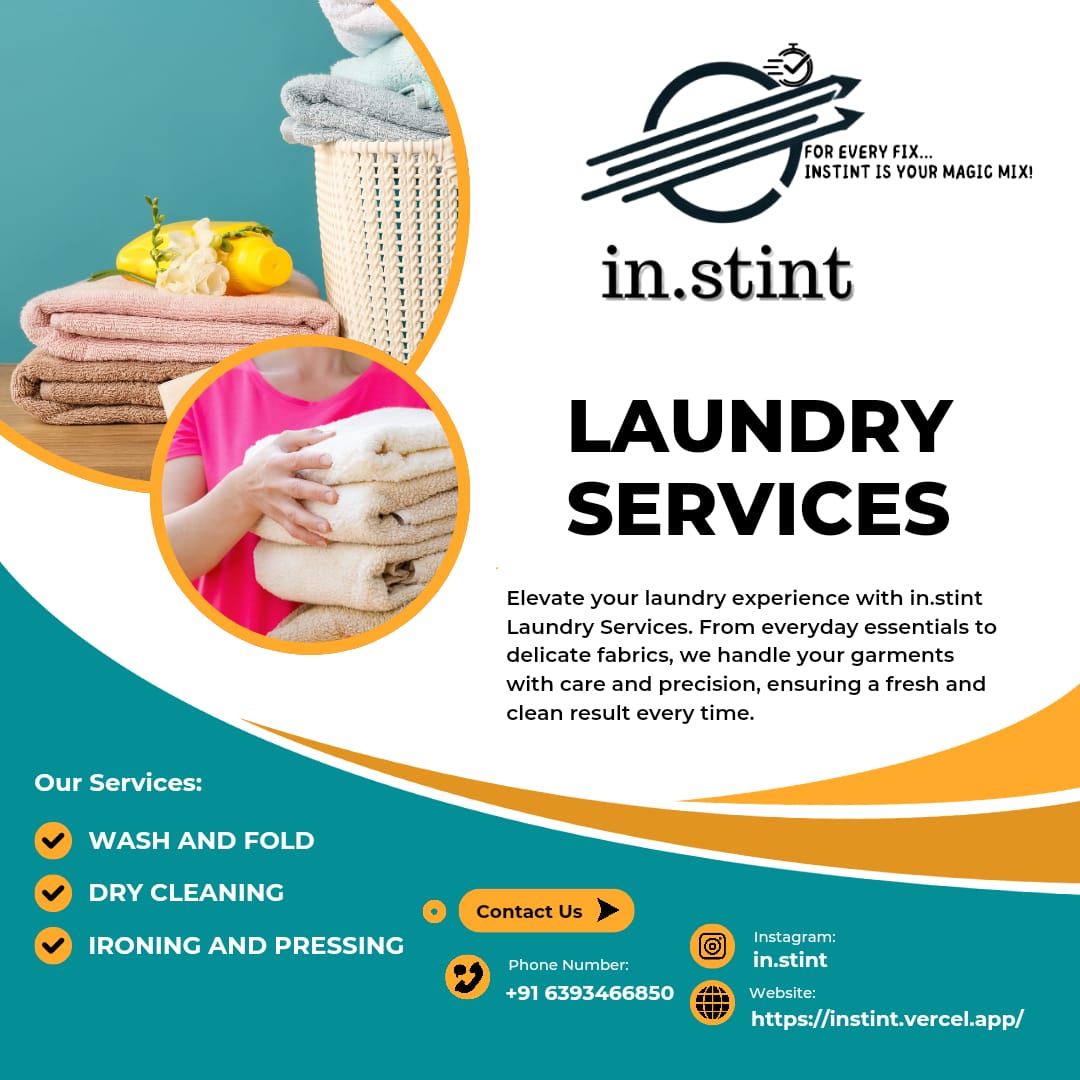 FOR EVERY FIX...
INSTINT IS YOUR MAGIC MIX!
in.stint
LAUNDRY
SERVICES
Elevate your laundry experience with in.stint
Laundry Services. From everyday essentials to
delicate fabrics, we handle your garments
with care and precision, ensuring a fresh and
clean result every time.
Our Services:
WASH AND FOLD
DRY CLEANING
IRONING AND PRESSING
Contact Us
Phone Number:
+91 6393466850
Instagram:
in.stint
Website:
https://instint.vercel.app/